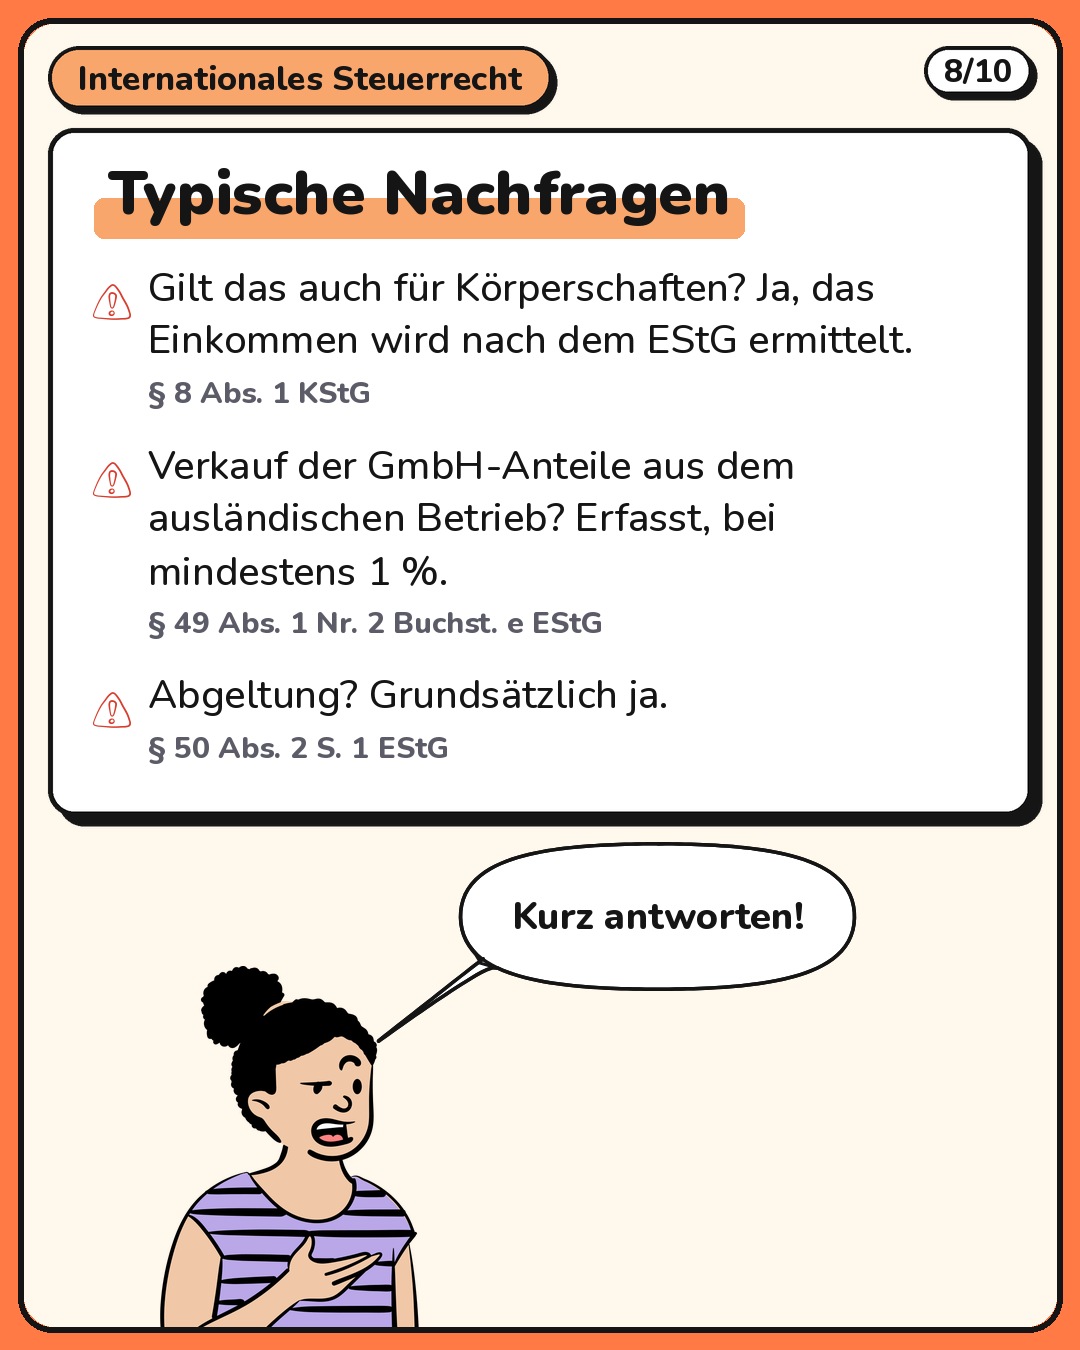 Internationales Steuerrecht
8/10
Typische Nachfragen
Gilt das auch für Körperschaften? Ja, das
Einkommen wird nach dem EStG ermittelt.
§ 8 Abs. 1 KStG
Verkauf der GmbH-Anteile aus dem
ausländischen Betrieb? Erfasst, bei
mindestens 1 %.
§ 49 Abs. 1 Nr. 2 Buchst. e EStG
Abgeltung? Grundsätzlich ja.
§ 50 Abs. 2 S. 1 EStG
Kurz antworten!